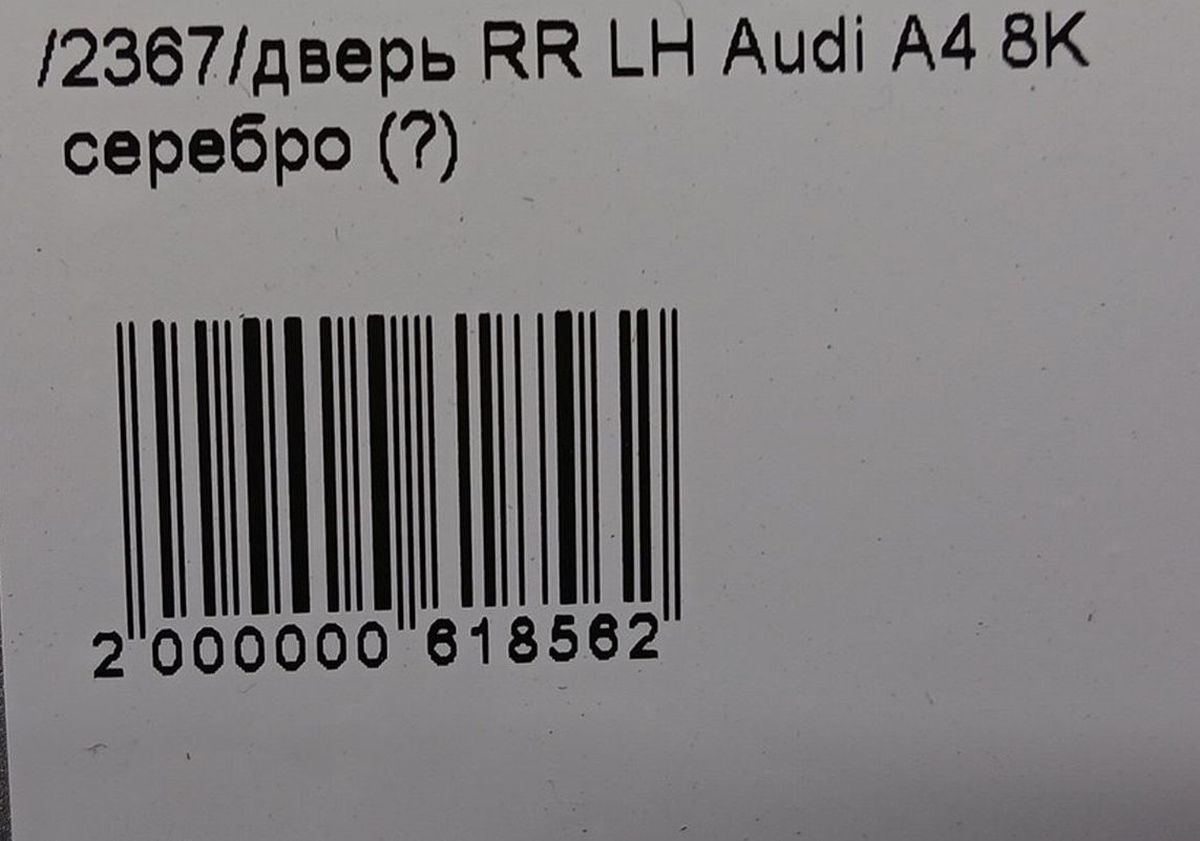 /2367/дверь RR LH Audi A4 8K
серебро (?)
2 000000 618562